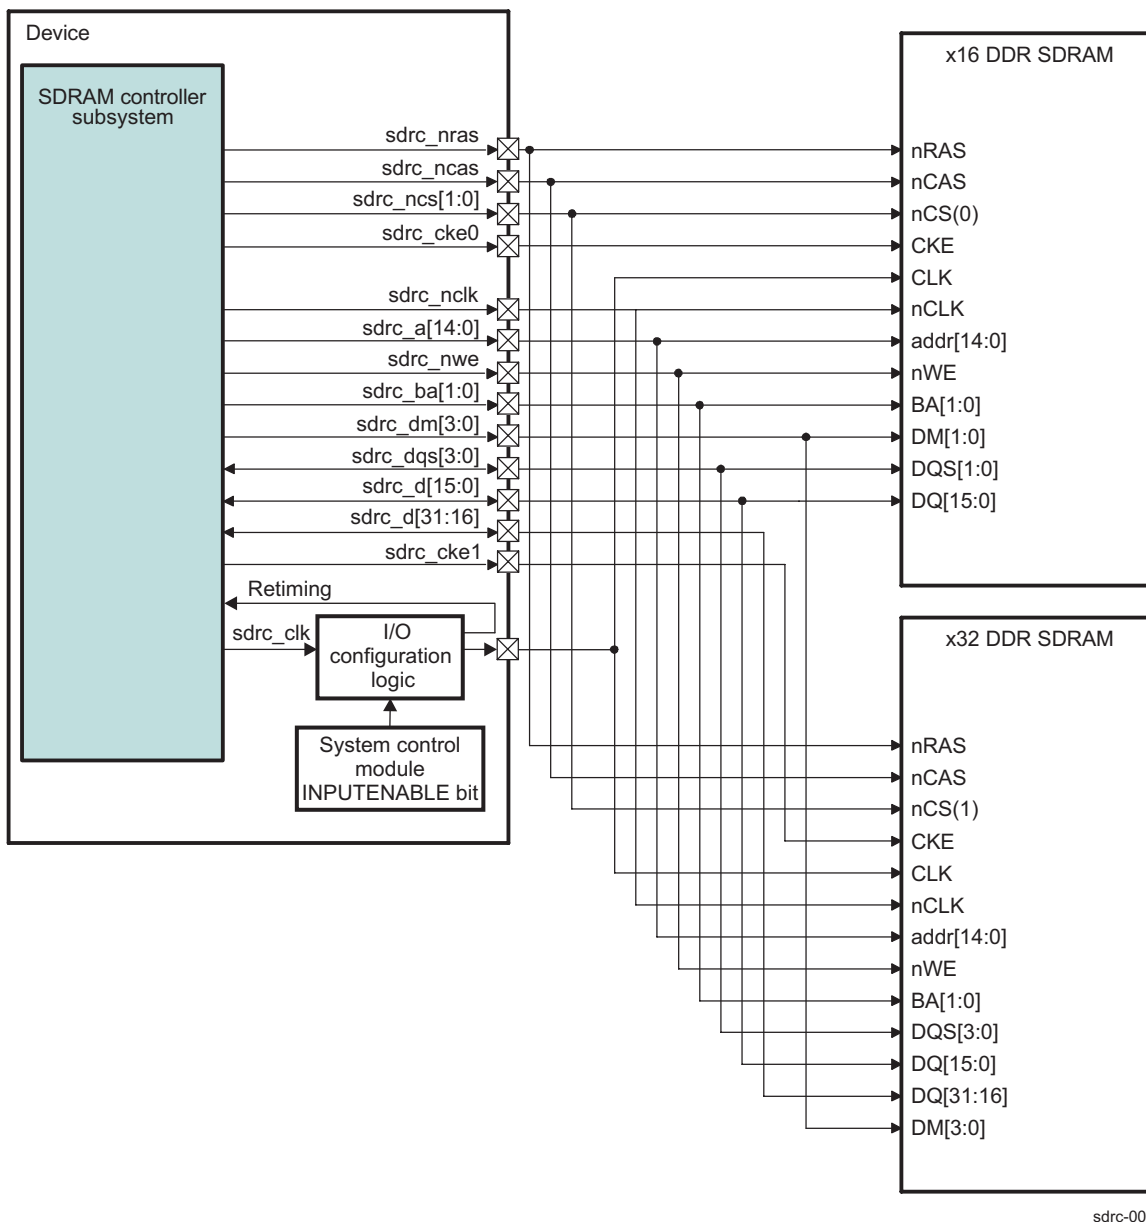 Device
SDRAM controller
subsystem
sdrc_nras
sdrc_ncas
sdrc_ncs[1:0]
sdrc_cke0
sdrc_nclk
sdrc_a[14:0]
sdrc_nwe
sdrc_ba[1:0]
sdrc_dm[3:0]
sdrc_dqs[3:0]
sdrc_d[15:0]
sdrc_d[31:16]
sdrc_cke1
Retiming
sdrc_clk
I/O
configuration
logic
System control
module
INPUTENABLE bit
x16 DDR SDRAM
nRAS
nCAS
nCS(0)
CKE
CLK
nCLK
addr[14:0]
nWE
BA[1:0]
DM[1:0]
DQS[1:0]
DQ[15:0]
x32 DDR SDRAM
nRAS
nCAS
nCS(1)
CKE
CLK
nCLK
addr[14:0]
nWE
BA[1:0]
DQS[3:0]
DQ[15:0]
DQ[31:16]
DM[3:0]
sdrc-00